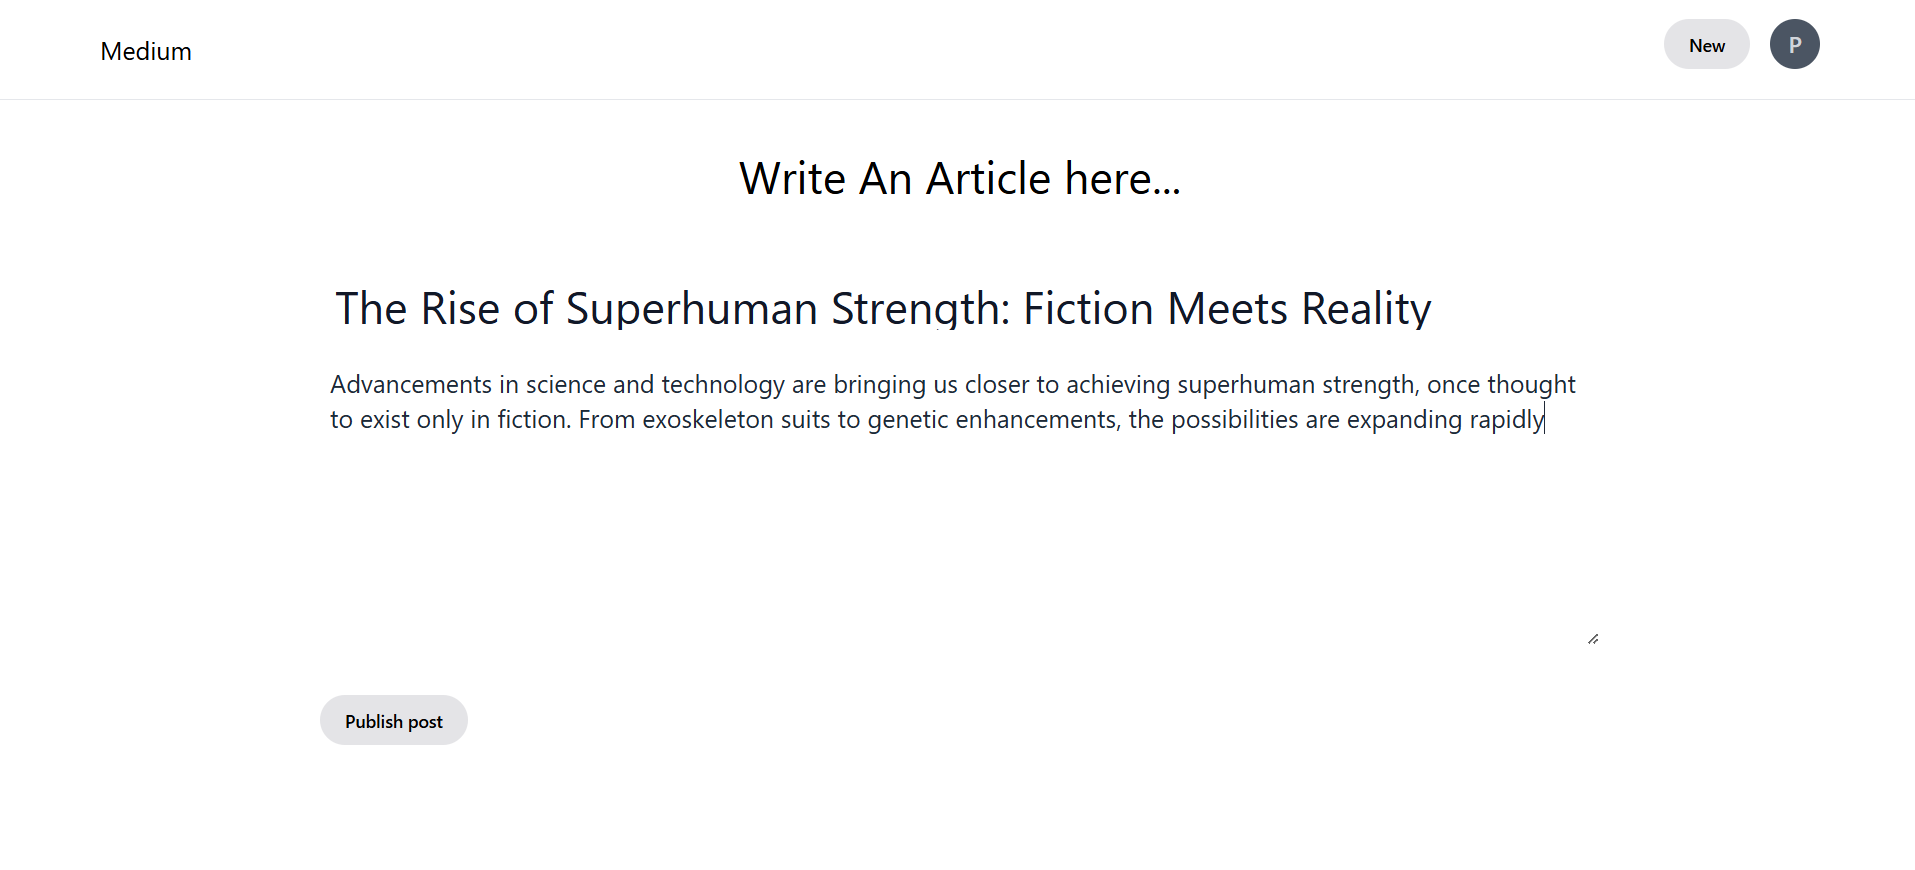 Medium
New
P
Write An Article here...
The Rise of Superhuman Strength: Fiction Meets Reality
Advancements in science and technology are bringing us closer to achieving superhuman strength, once thought
to exist only in fiction. From exoskeleton suits to genetic enhancements, the possibilities are expanding rapidly
Publish post